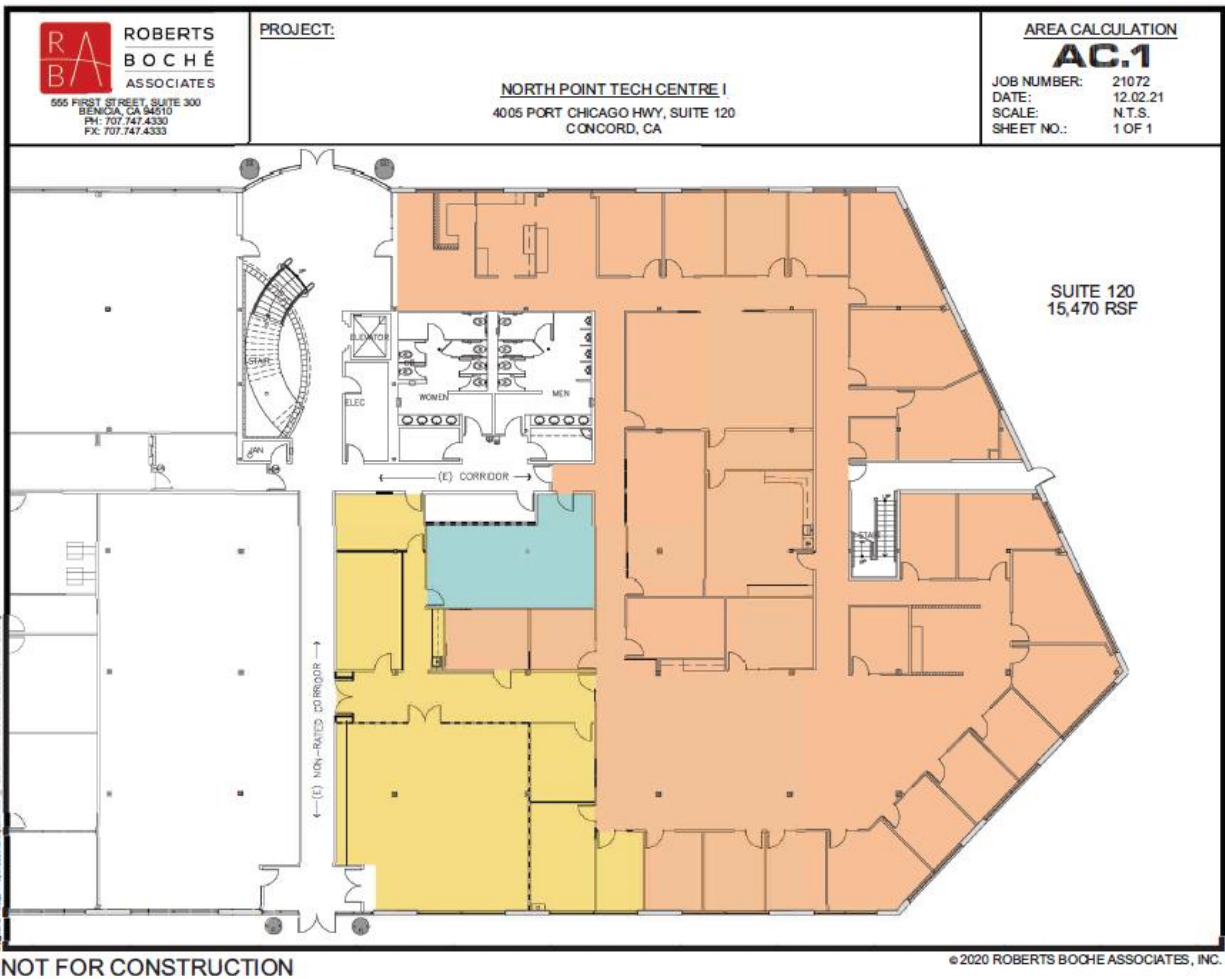 R
A
B
ROBERTS
BOCHÉ
ASSOCIATES
555 FIRST STREET, SUITE 300
BENICIA, CA 94510
PH: 707.747.4330
FX: 707.747.4333
PROJECT:
NORTH POINT TECH CENTRE I
4005 PORT CHICAGO HWY, SUITE 120
CONCORD, CA
AREA CALCULATION
AC.1
JOB NUMBER: 21072
DATE: 12.02.21
SCALE: N.T.S.
SHEET NO.: 1 OF 1
SUITE 120
15,470 RSF
ELEVATOR
STAIR
ELEC
WOMEN
MEN
JAN
(E) CORRIDOR
STAIR
(E) NON-RATED CORRIDOR
NOT FOR CONSTRUCTION
©2020 ROBERTS BOCHE ASSOCIATES, INC.